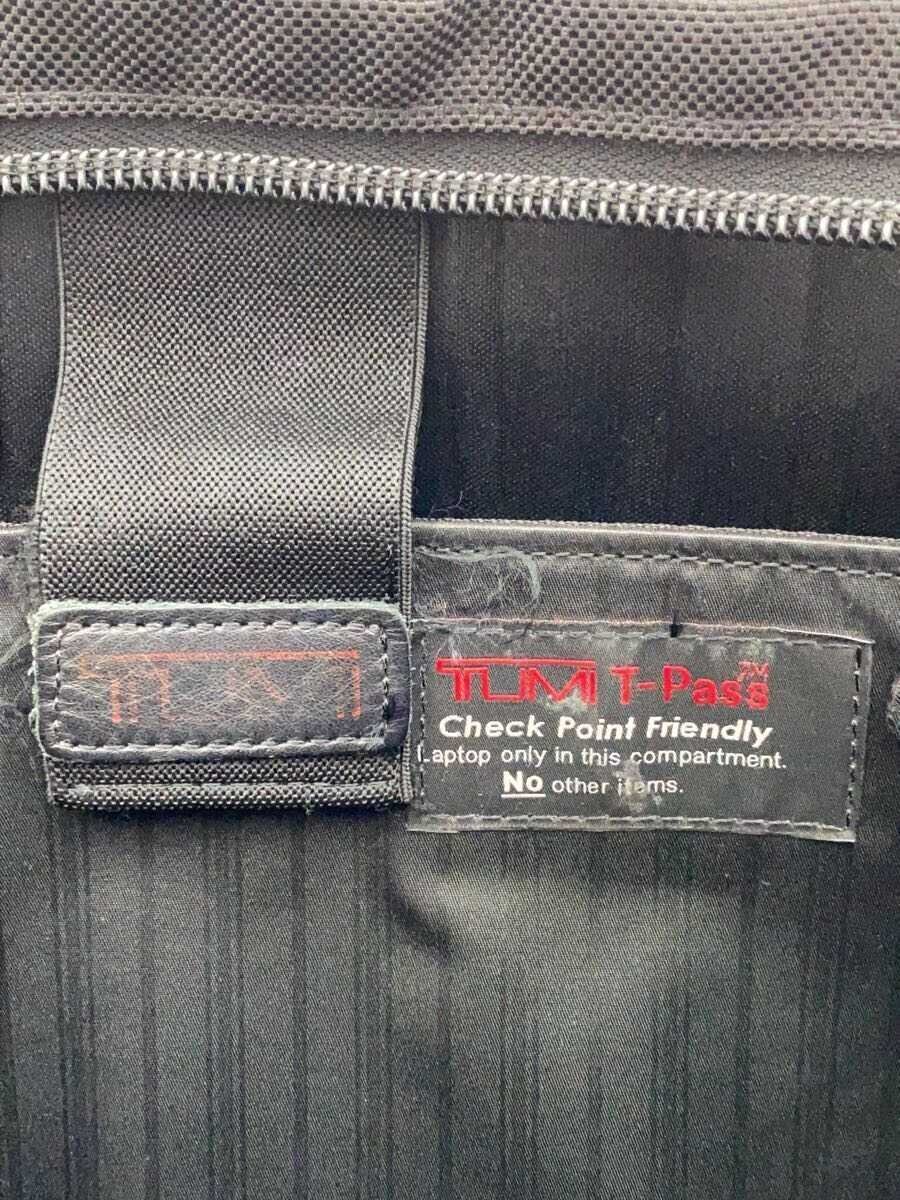 TUMI
TUMI T-Pass™
Check Point Friendly
Laptop only in this compartment.
No other items.